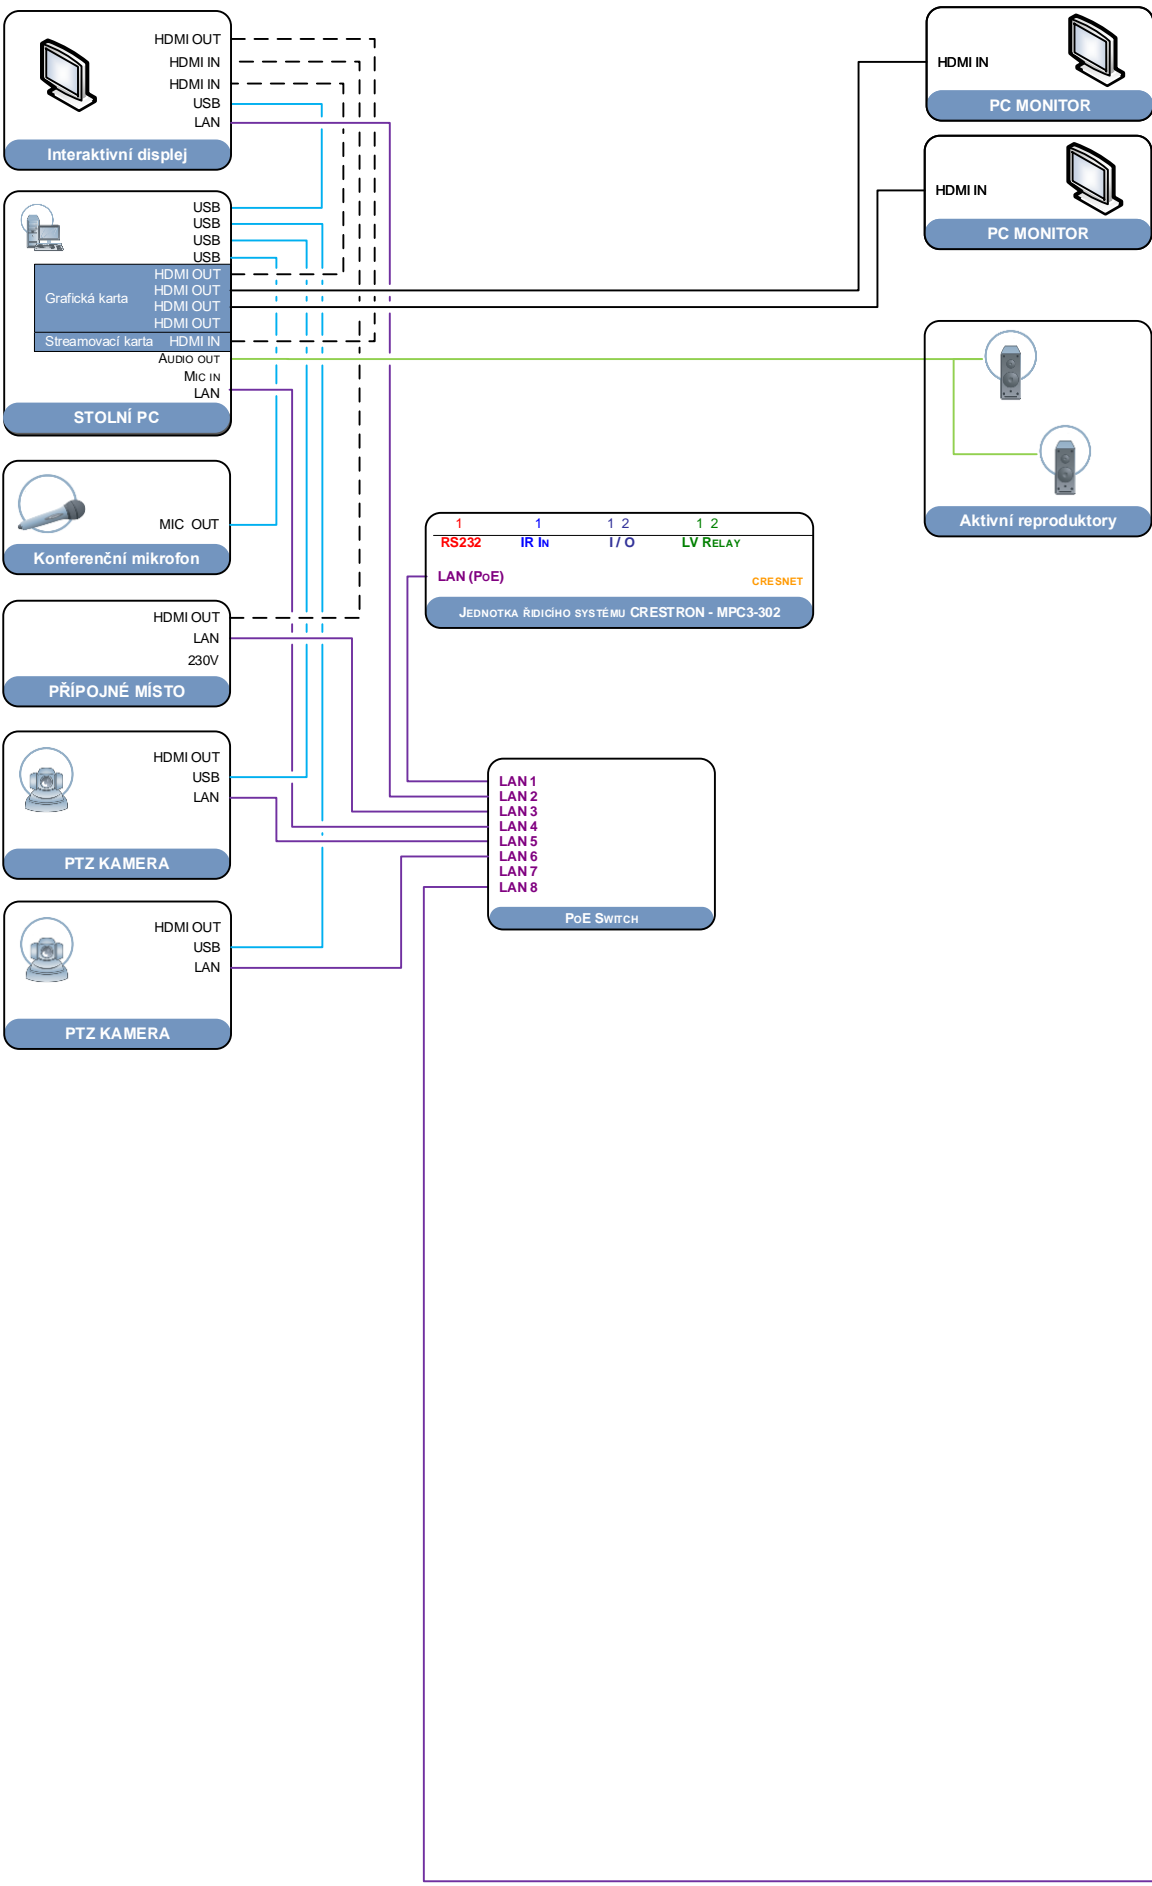 HDMI OUT
HDMI IN
HDMI IN
USB
LAN
Interaktivní displej
USB
USB
USB
USB
HDMI OUT
HDMI OUT
Grafická karta
HDMI OUT
HDMI OUT
Streamovací karta HDMI IN
AUDIO OUT
MIC IN
LAN
STOLNÍ PC
MIC OUT
Konferenční mikrofon
HDMI OUT
LAN
230V
PŘÍPOJNÉ MÍSTO
HDMI OUT
USB
LAN
PTZ KAMERA
HDMI OUT
USB
LAN
PTZ KAMERA
1 1 1 2 1 2
RS232 IR IN I / O LV RELAY
LAN (POE)
CRESNET
JEDNOTKA ŘIDICÍHO SYSTÉMU CRESTRON - MPC3-302
LAN 1
LAN 2
LAN 3
LAN 4
LAN 5
LAN 6
LAN 7
LAN 8
POE SWITCH
HDMI IN
PC MONITOR
HDMI IN
PC MONITOR
Aktivní reproduktory